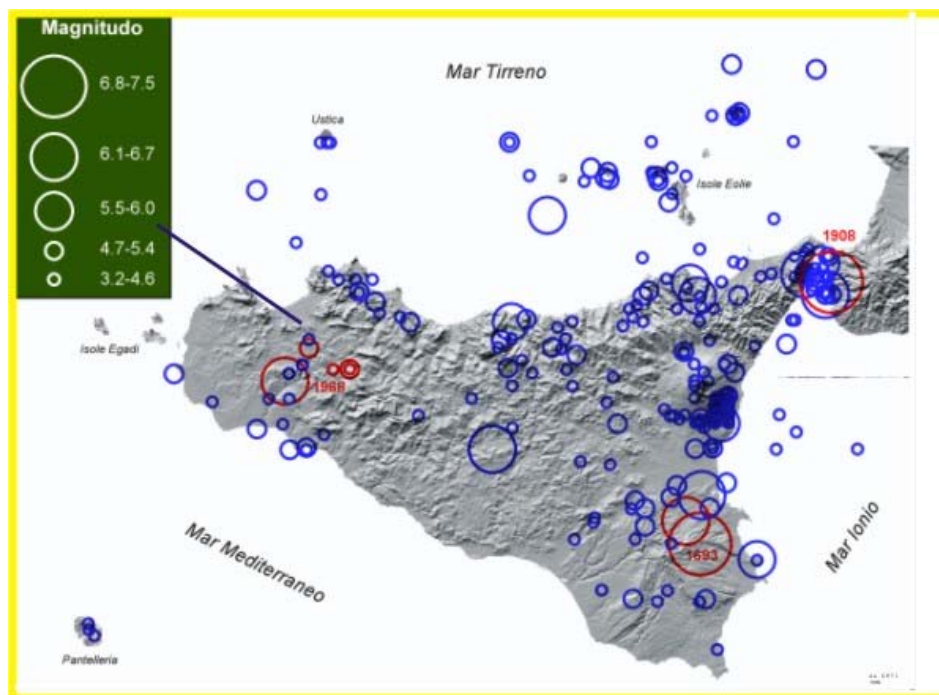 Magnitudo
6.8-7.5
6.1-6.7
5.5-6.0
4.7-5.4
3.2-4.6
Mar Tirreno
Ustica
Isole Eolie
1908
Isole Egadi
1968
1693
Mar Ionio
Mar Mediterraneo
Pantelleria